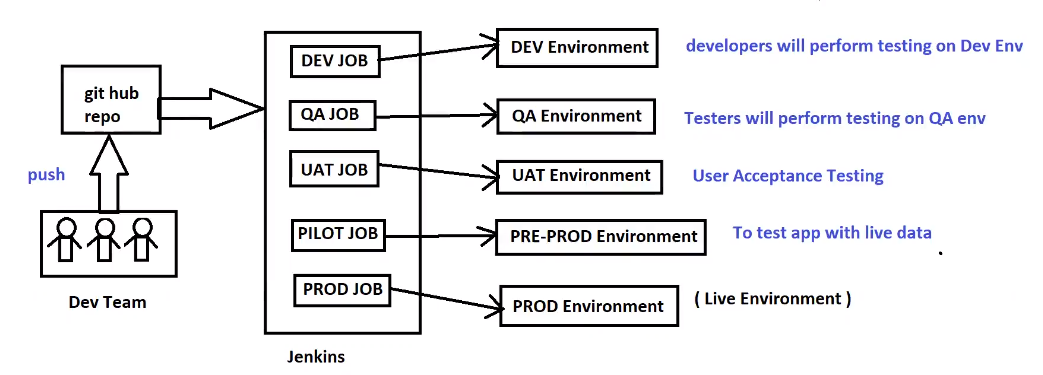 DEV JOB
DEV Environment
developers will perform testing on Dev Env
git hub
repo
QA JOB
QA Environment
Testers will perform testing on QA env
push
UAT JOB
UAT Environment
User Acceptance Testing
PILOT JOB
PRE-PROD Environment
To test app with live data
Dev Team
PROD JOB
PROD Environment
( Live Environment )
Jenkins